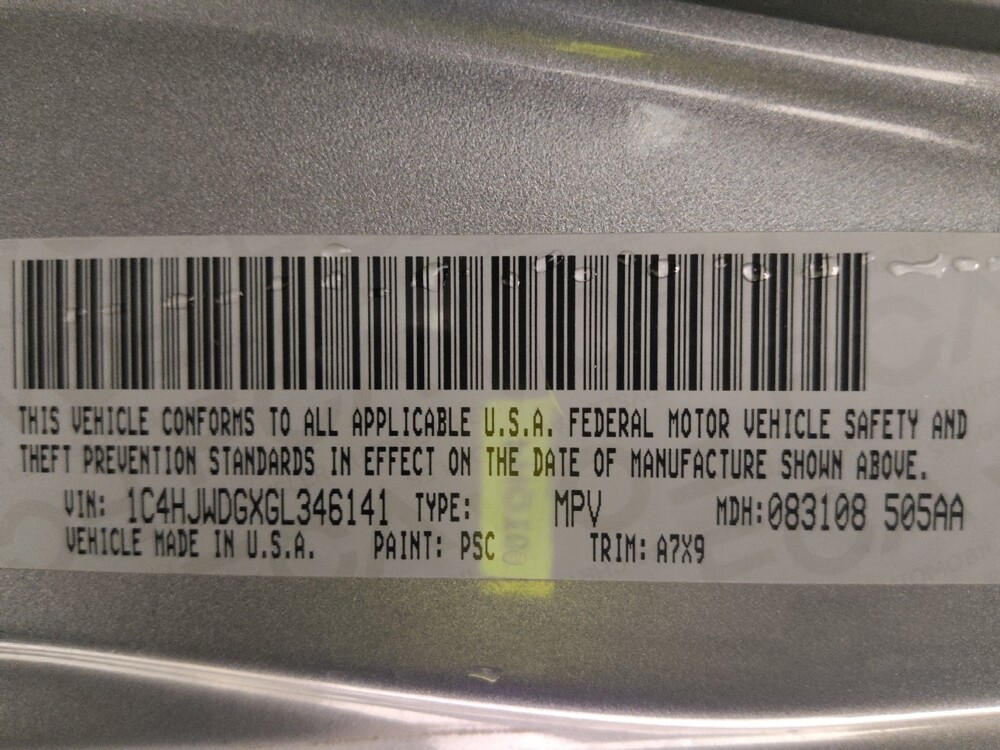 THIS VEHICLE CONFORMS TO ALL APPLICABLE U.S.A. FEDERAL MOTOR VEHICLE SAFETY AND
THEFT PREVENTION STANDARDS IN EFFECT ON THE DATE OF MANUFACTURE SHOWN ABOVE.
VIN: 1C4HJWDGXGL346141 TYPE: MPV MDH:083108 505AA
VEHICLE MADE IN U.S.A. PAINT: PSC TRIM: A7X9